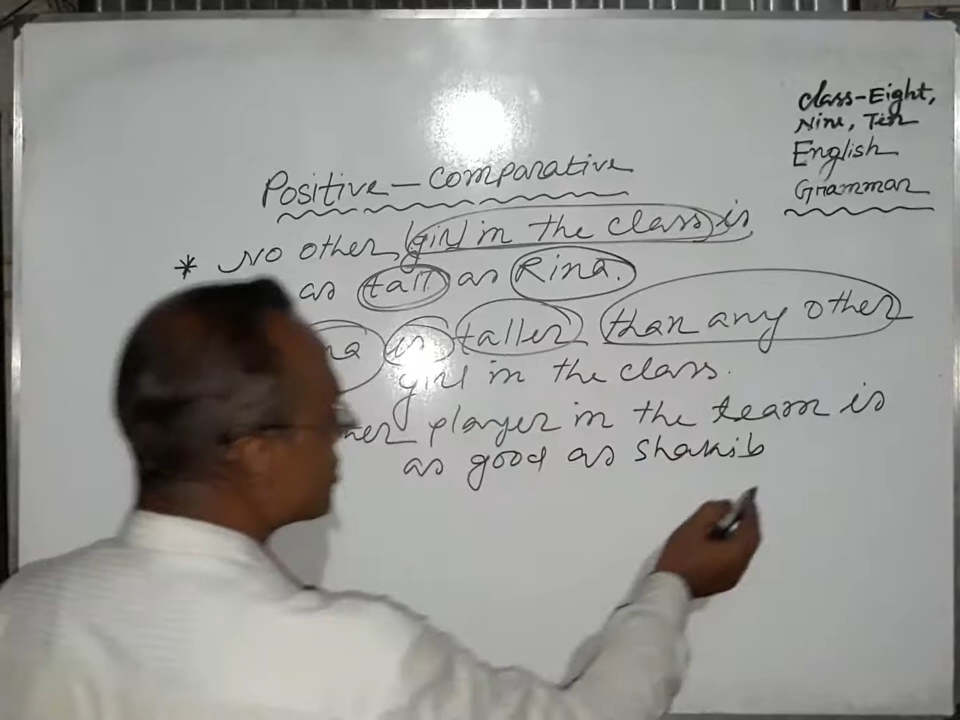 Class-Eight,
Nine, Ten
English
Grammar
Positive-Comparative
* No other girl in the class is
as tall as Rina.
is taller than any other
girl in the class.
player in the team is
as good as Shakib